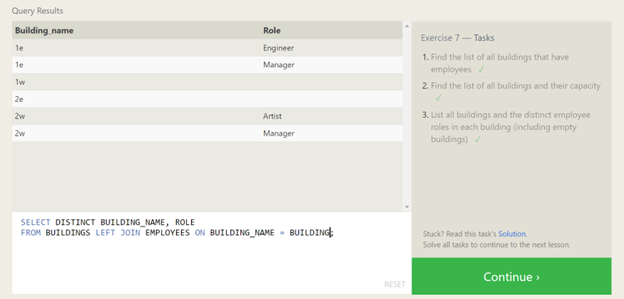 Query Results
Building_name Role
1e Engineer
1e Manager
1w
2e
2w Artist
2w Manager
SELECT DISTINCT BUILDING_NAME, ROLE
FROM BUILDINGS LEFT JOIN EMPLOYEES ON BUILDING_NAME = BUILDING;
RESET
Exercise 7 — Tasks
1. Find the list of all buildings that have
employees ✓
2. Find the list of all buildings and their capacity
✓
3. List all buildings and the distinct employee
roles in each building (including empty
buildings) ✓
Stuck? Read this task's Solution.
Solve all tasks to continue to the next lesson.
Continue ›